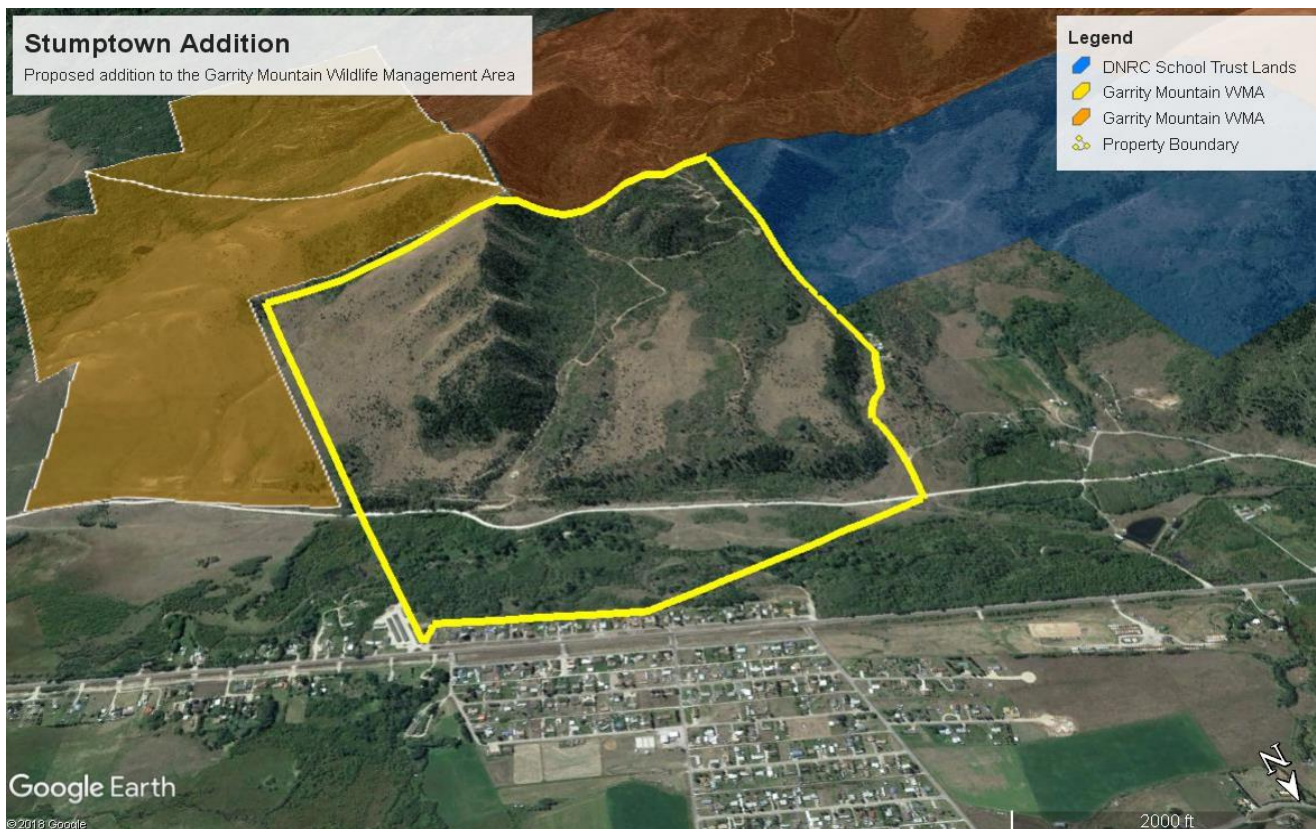 Stumptown Addition
Proposed addition to the Garrity Mountain Wildlife Management Area
Legend
DNRC School Trust Lands
Garrity Mountain WMA
Garrity Mountain WMA
Property Boundary
Google Earth
©2018 Google
N
2000 ft